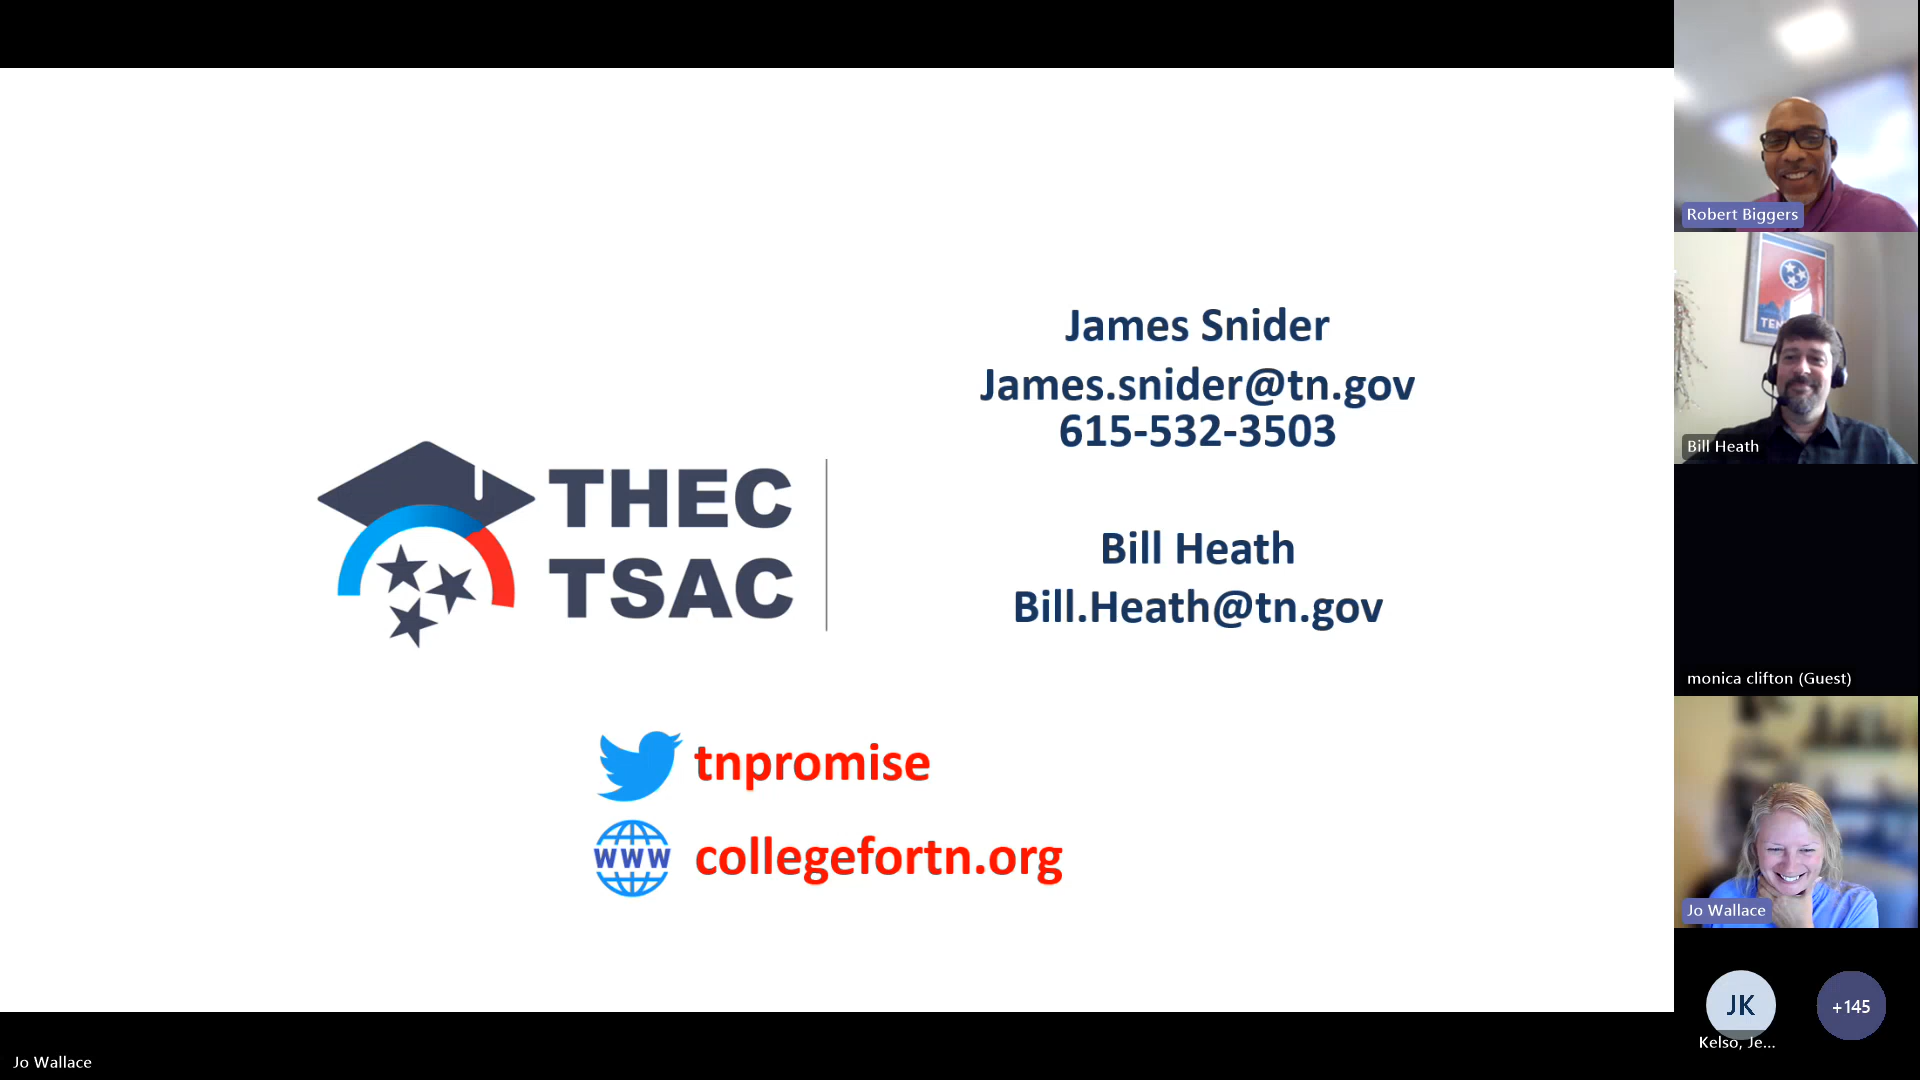 James Snider
James.snider@tn.gov
615-532-3503
THEC
TSAC
Bill Heath
Bill.Heath@tn.gov
tnpromise
www
collegefortn.org
Robert Biggers
TEN
Bill Heath
monica clifton (Guest)
Jo Wallace
JK
+145
Kelso, Je...
Jo Wallace